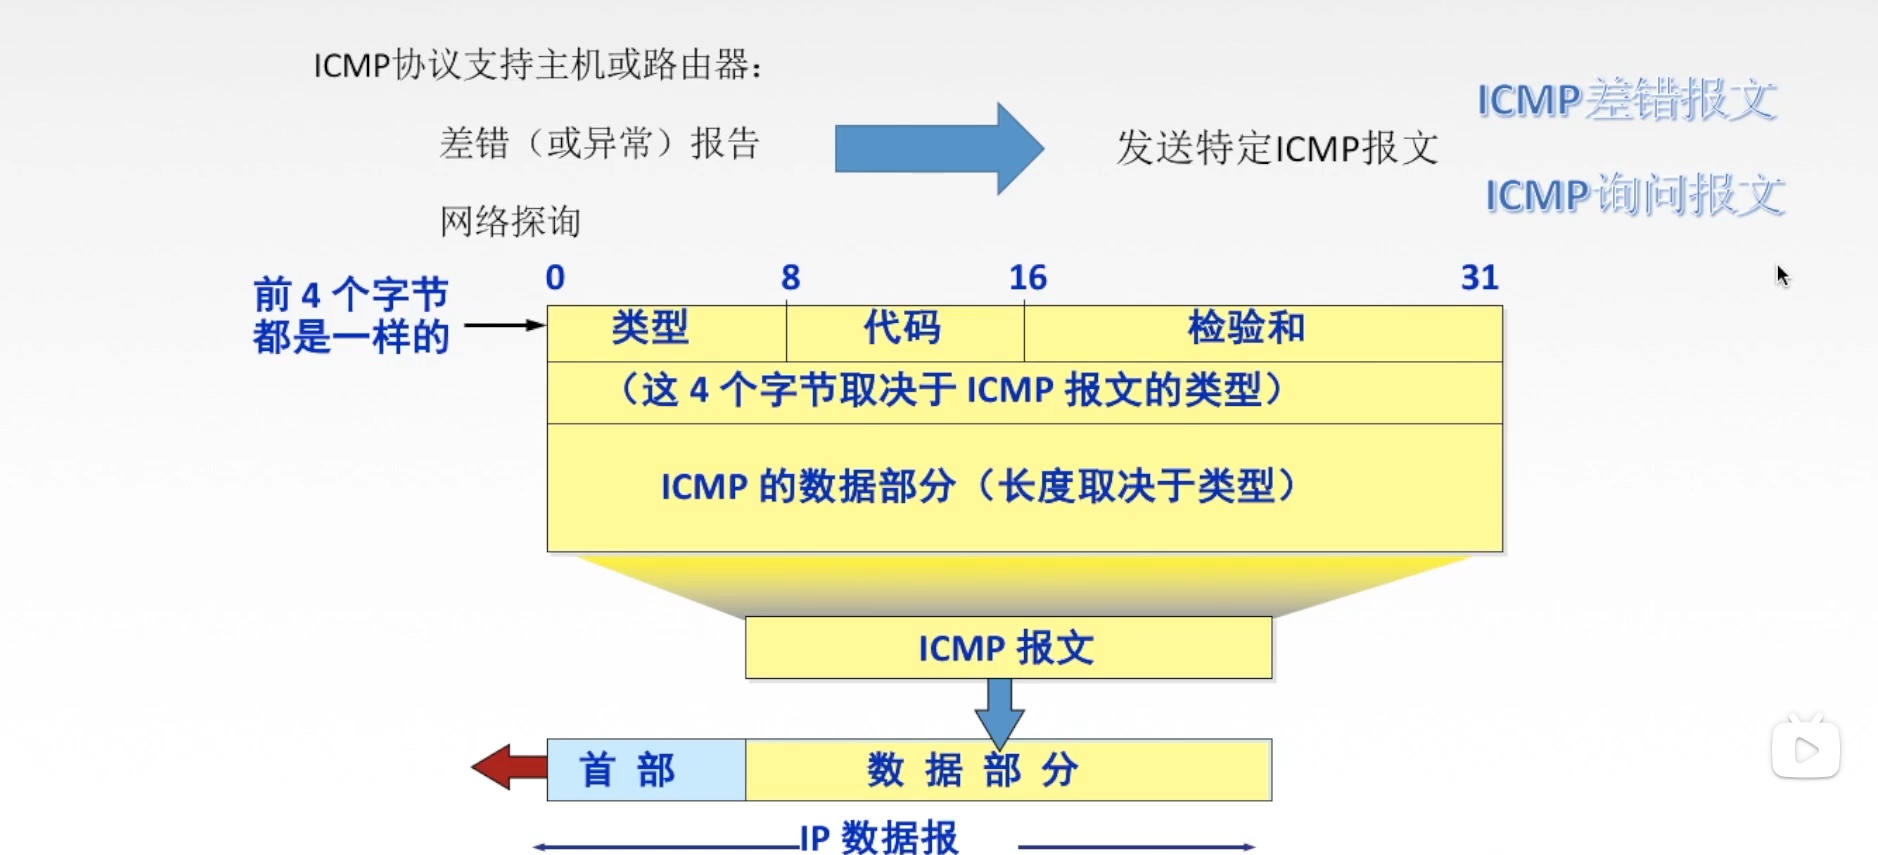 ICMP协议支持主机或路由器：
差错（或异常）报告
网络探询
发送特定ICMP报文
ICMP差错报文
ICMP询问报文
前 4 个字节
都是一样的
0 8 16 31
类型 代码 检验和
（这 4 个字节取决于 ICMP 报文的类型）
ICMP 的数据部分（长度取决于类型）
ICMP 报文
首 部 数 据 部 分
IP 数据报